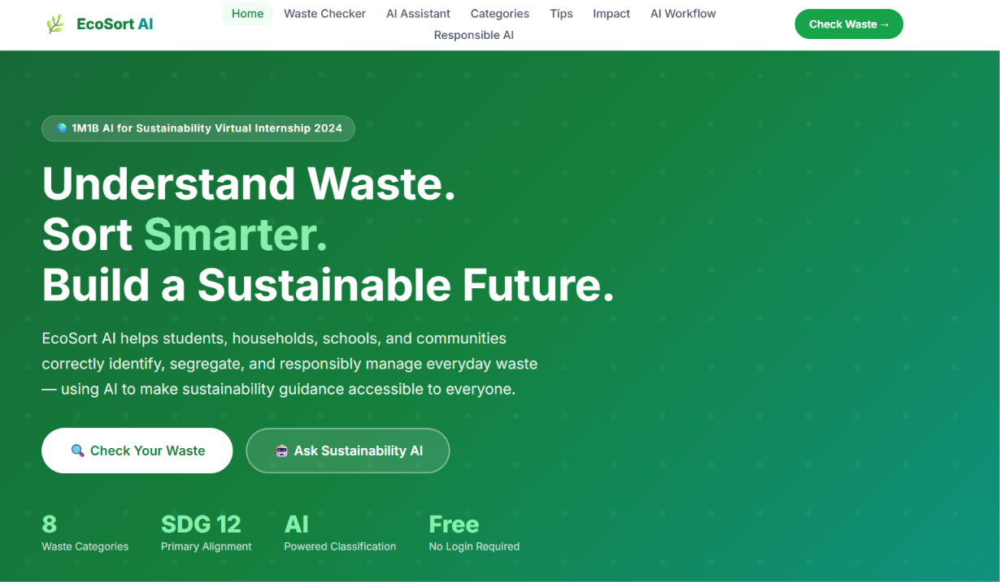 EcoSort AI
Home
Waste Checker
AI Assistant
Categories
Tips
Impact
AI Workflow
Responsible AI
Check Waste →
1M1B AI for Sustainability Virtual Internship 2024
Understand Waste.
Sort Smarter.
Build a Sustainable Future.
EcoSort AI helps students, households, schools, and communities
correctly identify, segregate, and responsibly manage everyday waste
— using AI to make sustainability guidance accessible to everyone.
Check Your Waste
Ask Sustainability AI
8
Waste Categories
SDG 12
Primary Alignment
AI
Powered Classification
Free
No Login Required